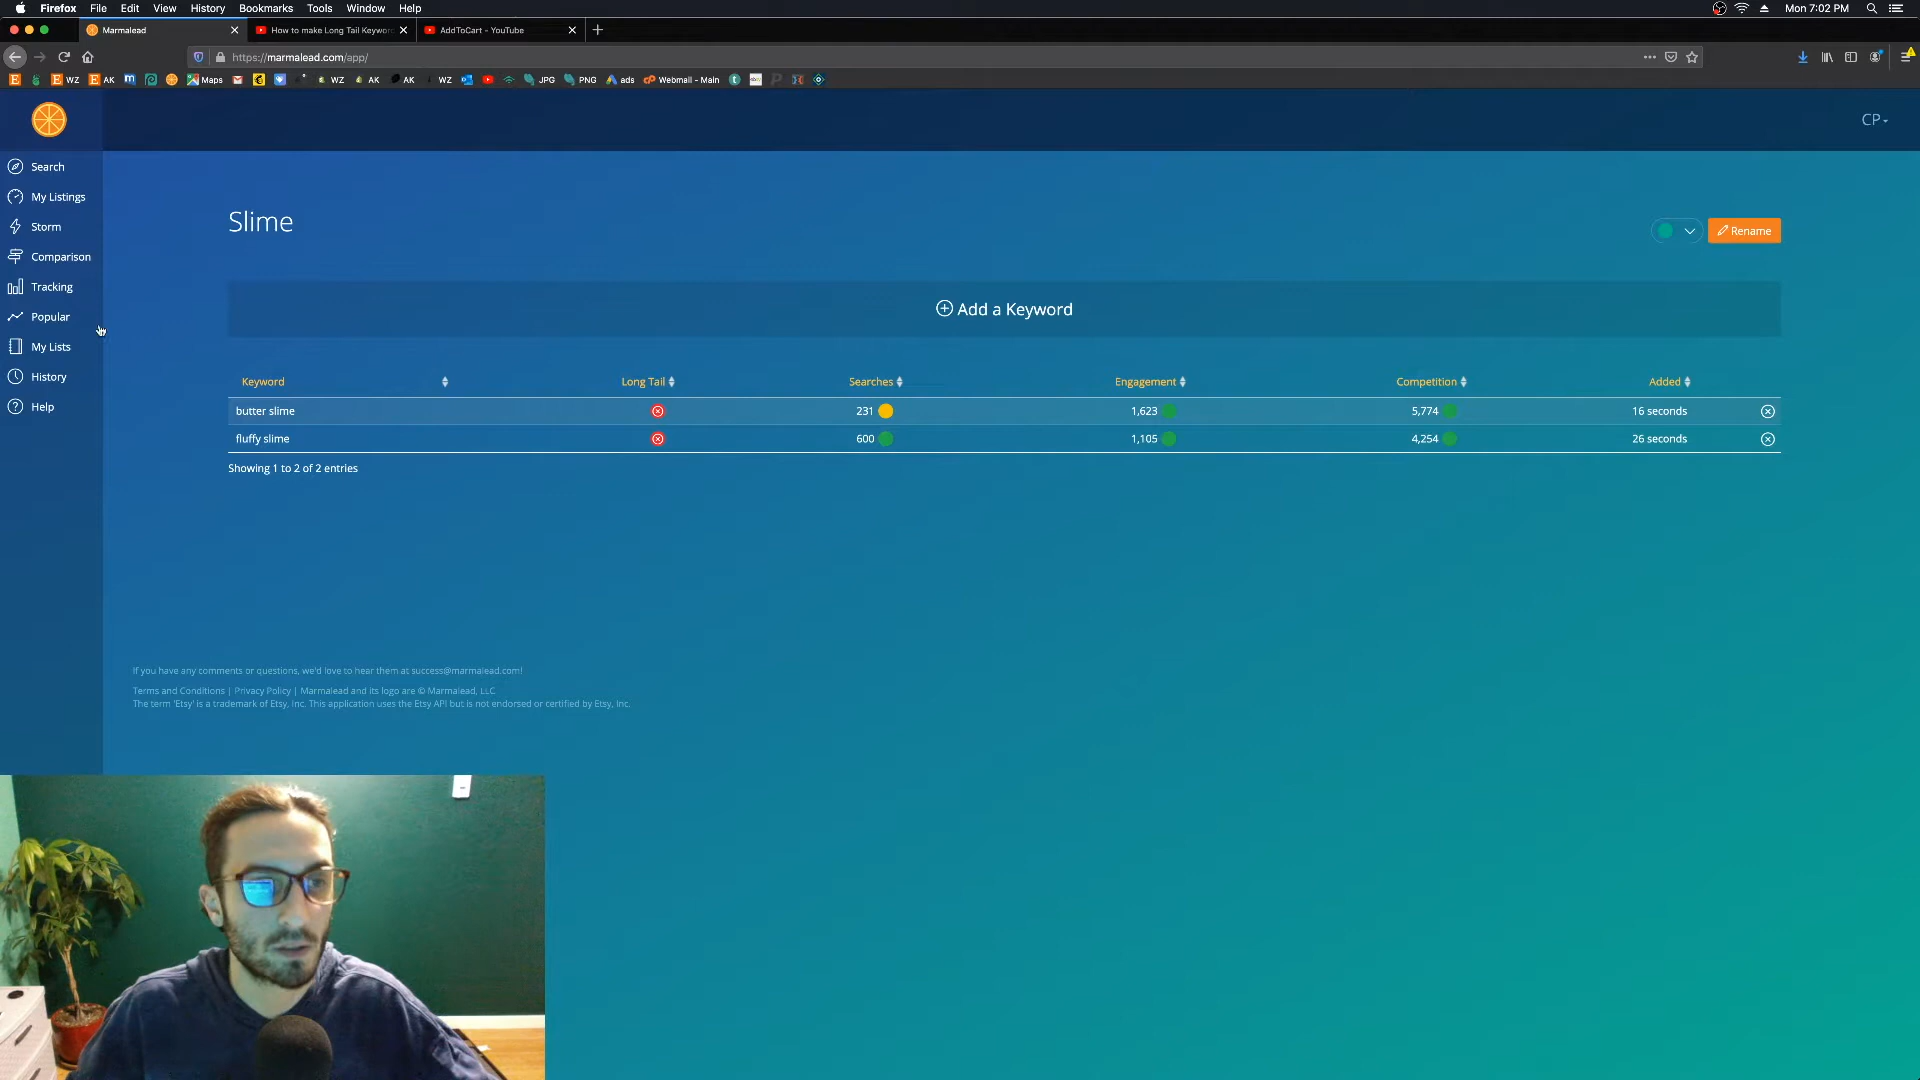 Firefox File Edit View History Bookmarks Tools Window Help Mon 7:02 PM
Marmalead How to make Long Tail Keywor AddToCart - YouTube
https://marmalead.com/app/
WZ AK Maps WZ AK AK WZ JPG PNG ads Webmail - Main
CP
Search
My Listings
Storm
Comparison
Tracking
Popular
My Lists
History
Help
Slime
Rename
Add a Keyword
Keyword Long Tail Searches Engagement Competition Added
butter slime 231 1,623 5,774 16 seconds
fluffy slime 600 1,105 4,254 26 seconds
Showing 1 to 2 of 2 entries
If you have any comments or questions, we'd love to hear them at success@marmalead.com!
Terms and Conditions | Privacy Policy | Marmalead and its logo are © Marmalead, LLC
The term 'Etsy' is a trademark of Etsy, Inc. This application uses the Etsy API but is not endorsed or certified by Etsy, Inc.